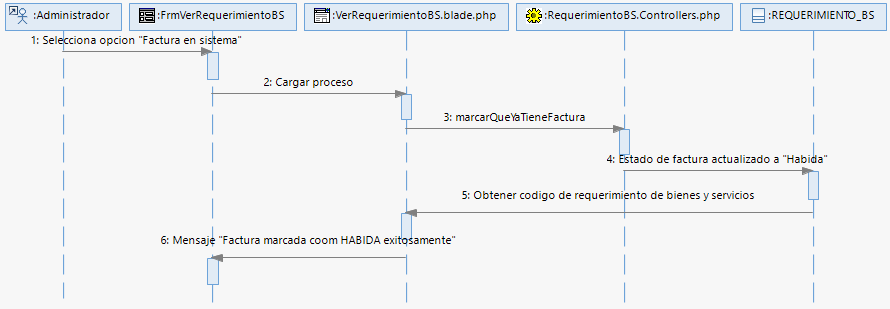 :Administrador
:FrmVerRequerimientoBS
:VerRequerimientoBS.blade.php
:RequerimientoBS.Controllers.php
:REQUERIMIENTO_BS
1: Selecciona opcion "Factura en sistema"
2: Cargar proceso
3: marcarQueYaTieneFactura
4: Estado de factura actualizado a "Habida"
5: Obtener codigo de requerimiento de bienes y servicios
6: Mensaje "Factura marcada coom HABIDA exitosamente"